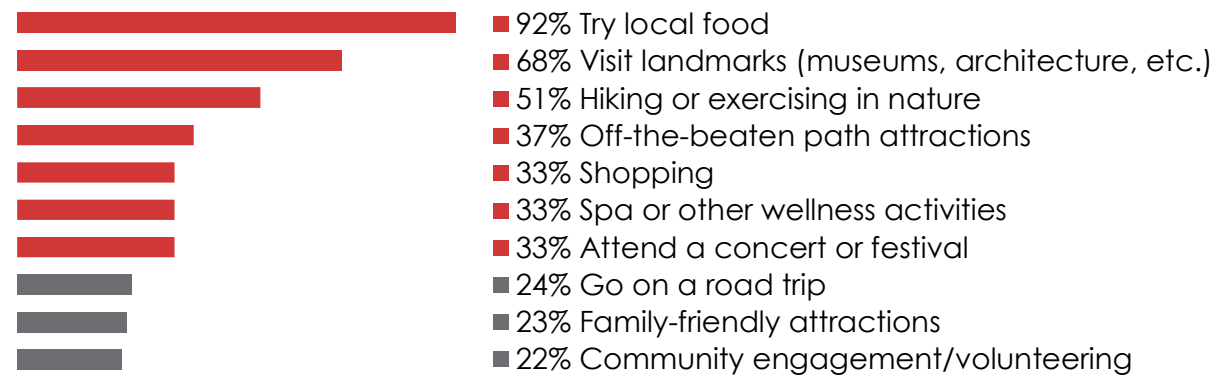 92% Try local food
68% Visit landmarks (museums, architecture, etc.)
51% Hiking or exercising in nature
37% Off-the-beaten path attractions
33% Shopping
33% Spa or other wellness activities
33% Attend a concert or festival
24% Go on a road trip
23% Family-friendly attractions
22% Community engagement/volunteering